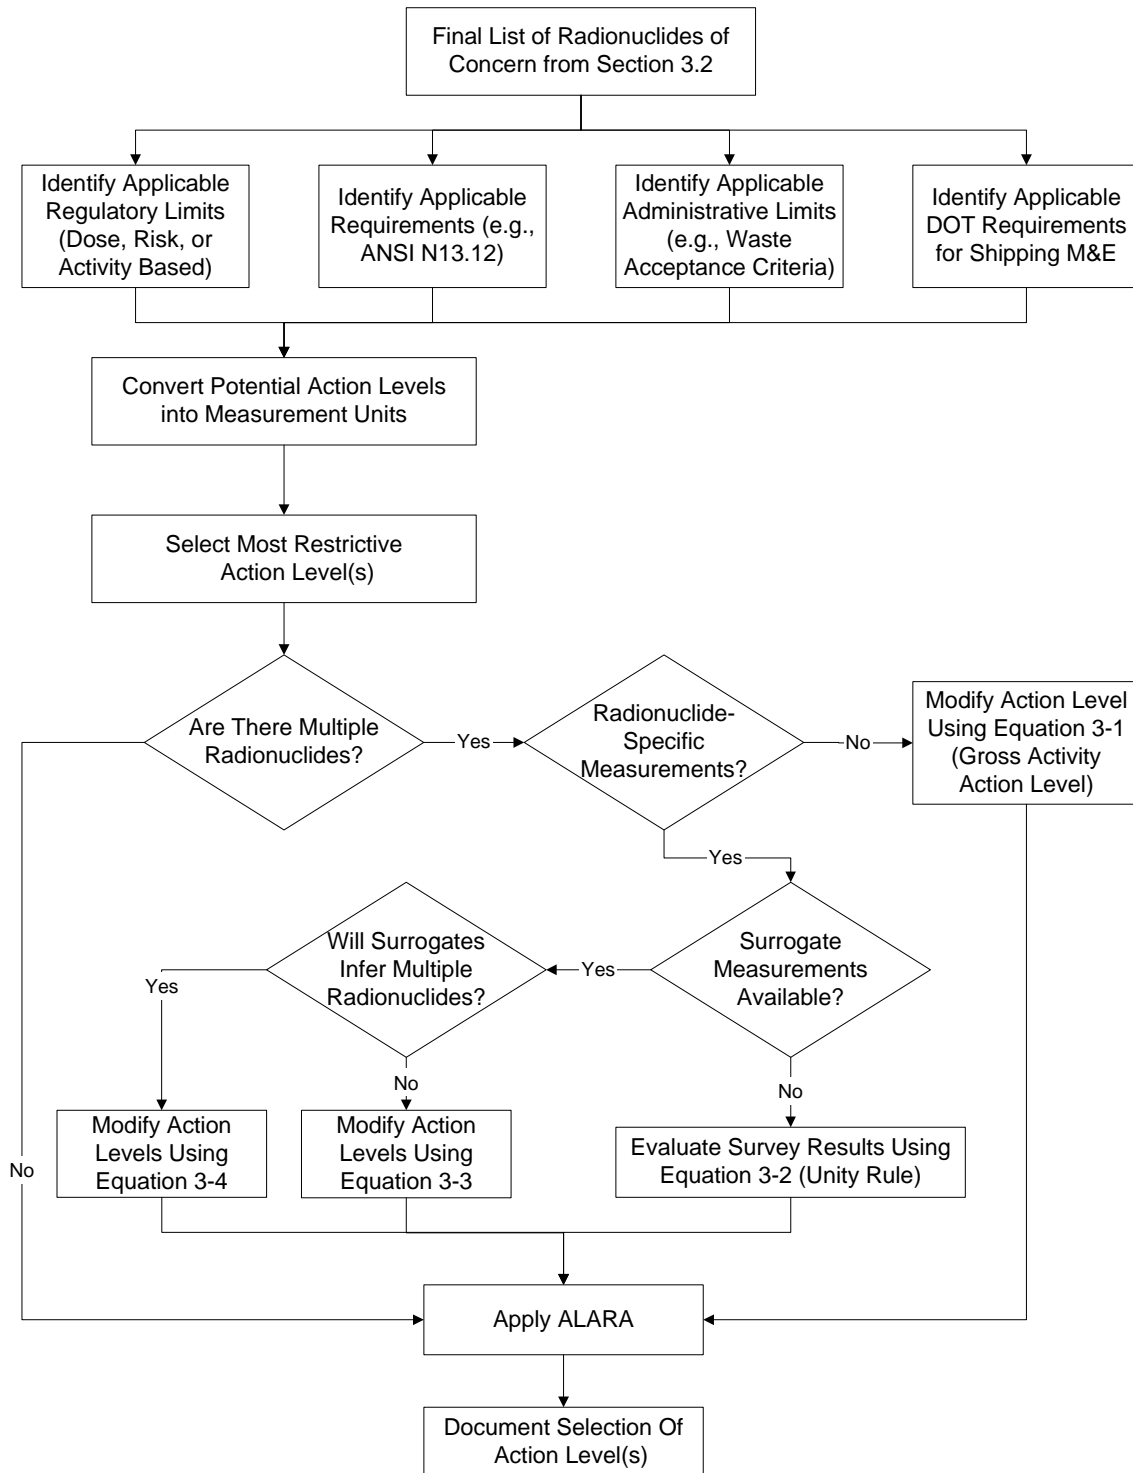 Final List of Radionuclides of
Concern from Section 3.2
Identify Applicable
Regulatory Limits
(Dose, Risk, or
Activity Based)
Identify Applicable
Requirements (e.g.,
ANSI N13.12)
Identify Applicable
Administrative Limits
(e.g., Waste
Acceptance Criteria)
Identify Applicable
DOT Requirements
for Shipping M&E
Convert Potential Action Levels
into Measurement Units
Select Most Restrictive
Action Level(s)
Are There Multiple
Radionuclides?
Yes
Radionuclide-
Specific
Measurements?
No
Modify Action Level
Using Equation 3-1
(Gross Activity
Action Level)
Yes
Surrogate
Measurements
Available?
Yes
Will Surrogates
Infer Multiple
Radionuclides?
Yes
No
No
Modify Action
Levels Using
Equation 3-4
Modify Action
Levels Using
Equation 3-3
Evaluate Survey Results Using
Equation 3-2 (Unity Rule)
No
Apply ALARA
Document Selection Of
Action Level(s)